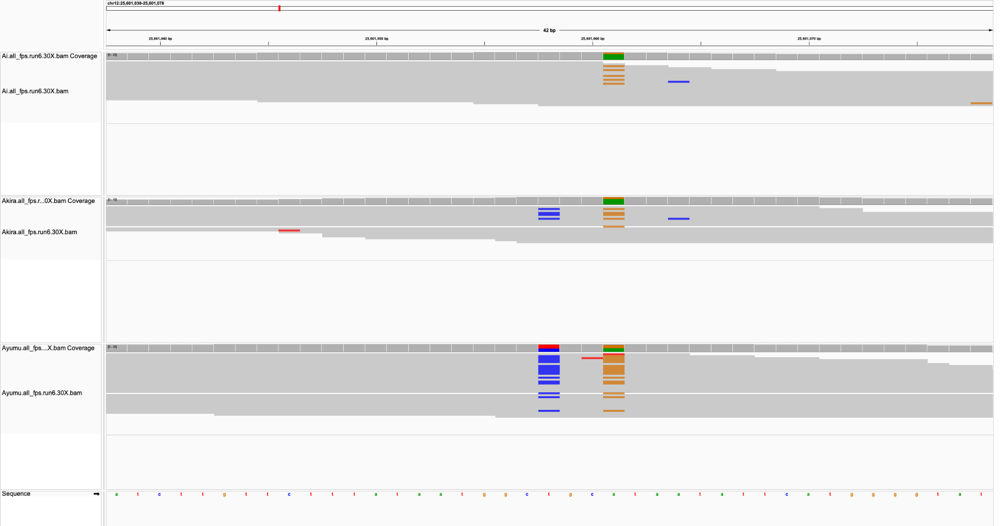 chr12:25,601,038-25,601,078
42 bp
25,601,040 bp 25,601,050 bp 25,601,060 bp 25,601,070 bp
Ai.all_fps.run6.30X.bam Coverage
[0 - 23]
Ai.all_fps.run6.30X.bam
Akira.all_fps.r...0X.bam Coverage
[0 - 19]
Akira.all_fps.run6.30X.bam
Ayumu.all_fps....X.bam Coverage
[0 - 33]
Ayumu.all_fps.run6.30X.bam
Sequence
a t c t t g t t c t t t a t a a t g g c t g c a t a a t a t t c a t g g g g t a t